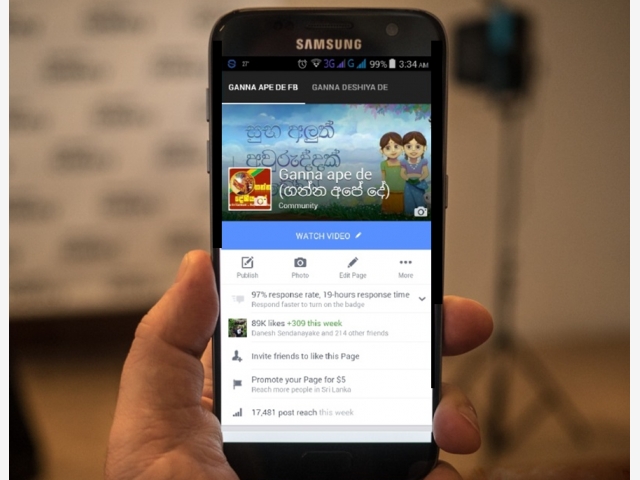 SAMSUNG
3G G 99% 3:34 AM
GANNA APE DE FB GANNA DESHIYA DE
සුභ අලුත්
අවුරුද්දක්
Ganna ape de
(ගන්න අපේ දේ)
Community
WATCH VIDEO
Publish Photo Edit Page More
97% response rate, 19-hours response time
Respond faster to turn on the badge
89K likes +309 this week
Danesh Sendanayake and 214 other friends
Invite friends to like this Page
Promote your Page for $5
Reach more people in Sri Lanka
17,481 post reach this week